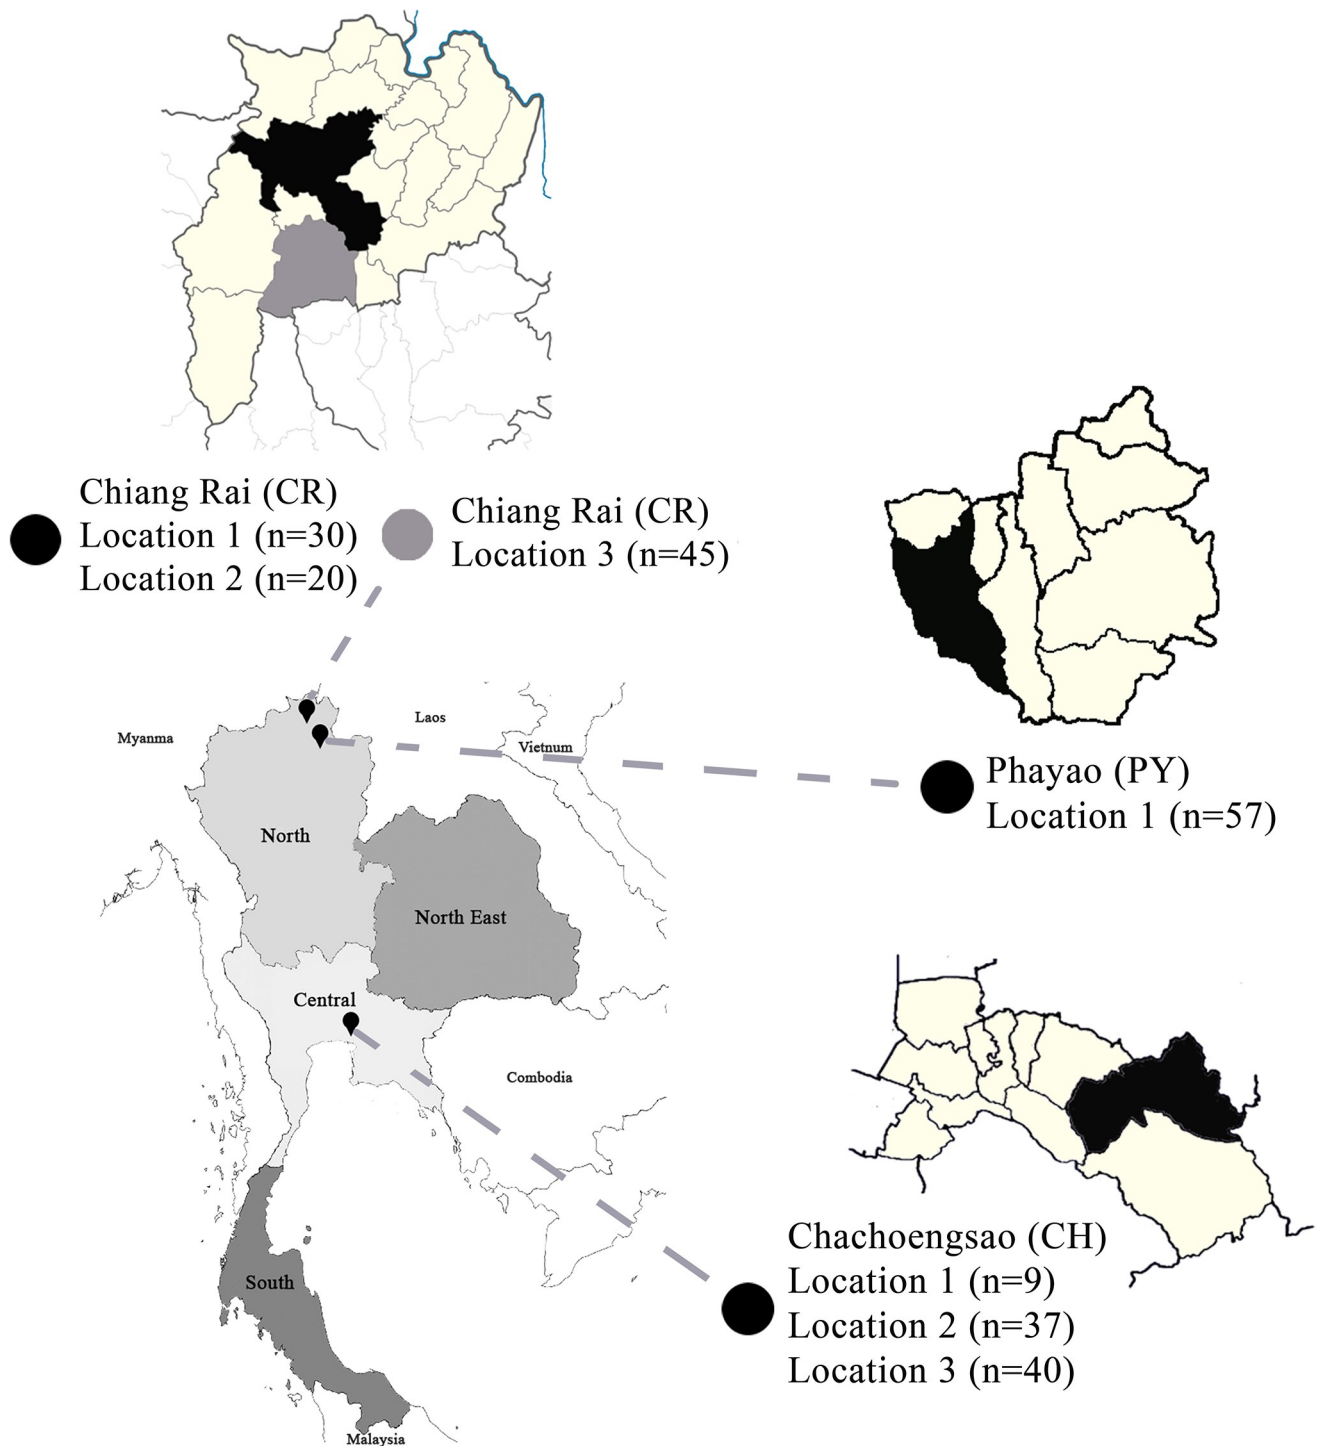 Chiang Rai (CR)
Location 1 (n=30)
Location 2 (n=20)
Chiang Rai (CR)
Location 3 (n=45)
Laos
Myanma
Vietnum
Phayao (PY)
Location 1 (n=57)
North
North East
Central
Combodia
Chachoengsao (CH)
Location 1 (n=9)
Location 2 (n=37)
Location 3 (n=40)
South
Malaysia